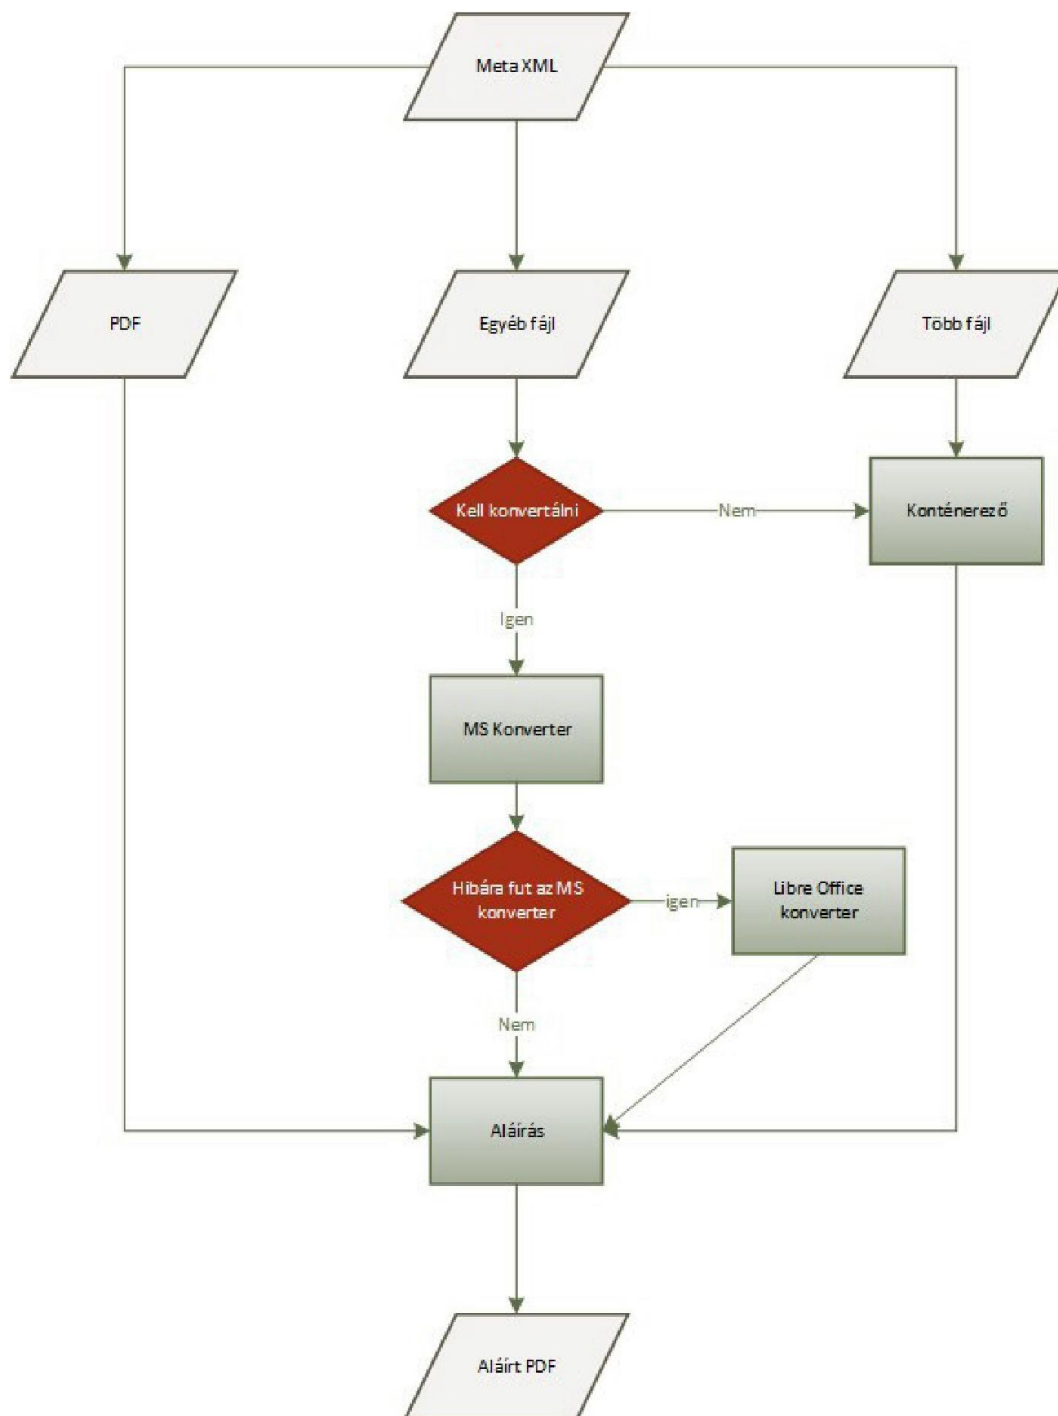 Meta XML
PDF
Egyéb fájl
Több fájl
Kell konvertálni
Nem
Konténerező
Igen
MS Konverter
Hibára fut az MS
konverter
igen
Libre Office
konverter
Nem
Aláírás
Aláírt PDF